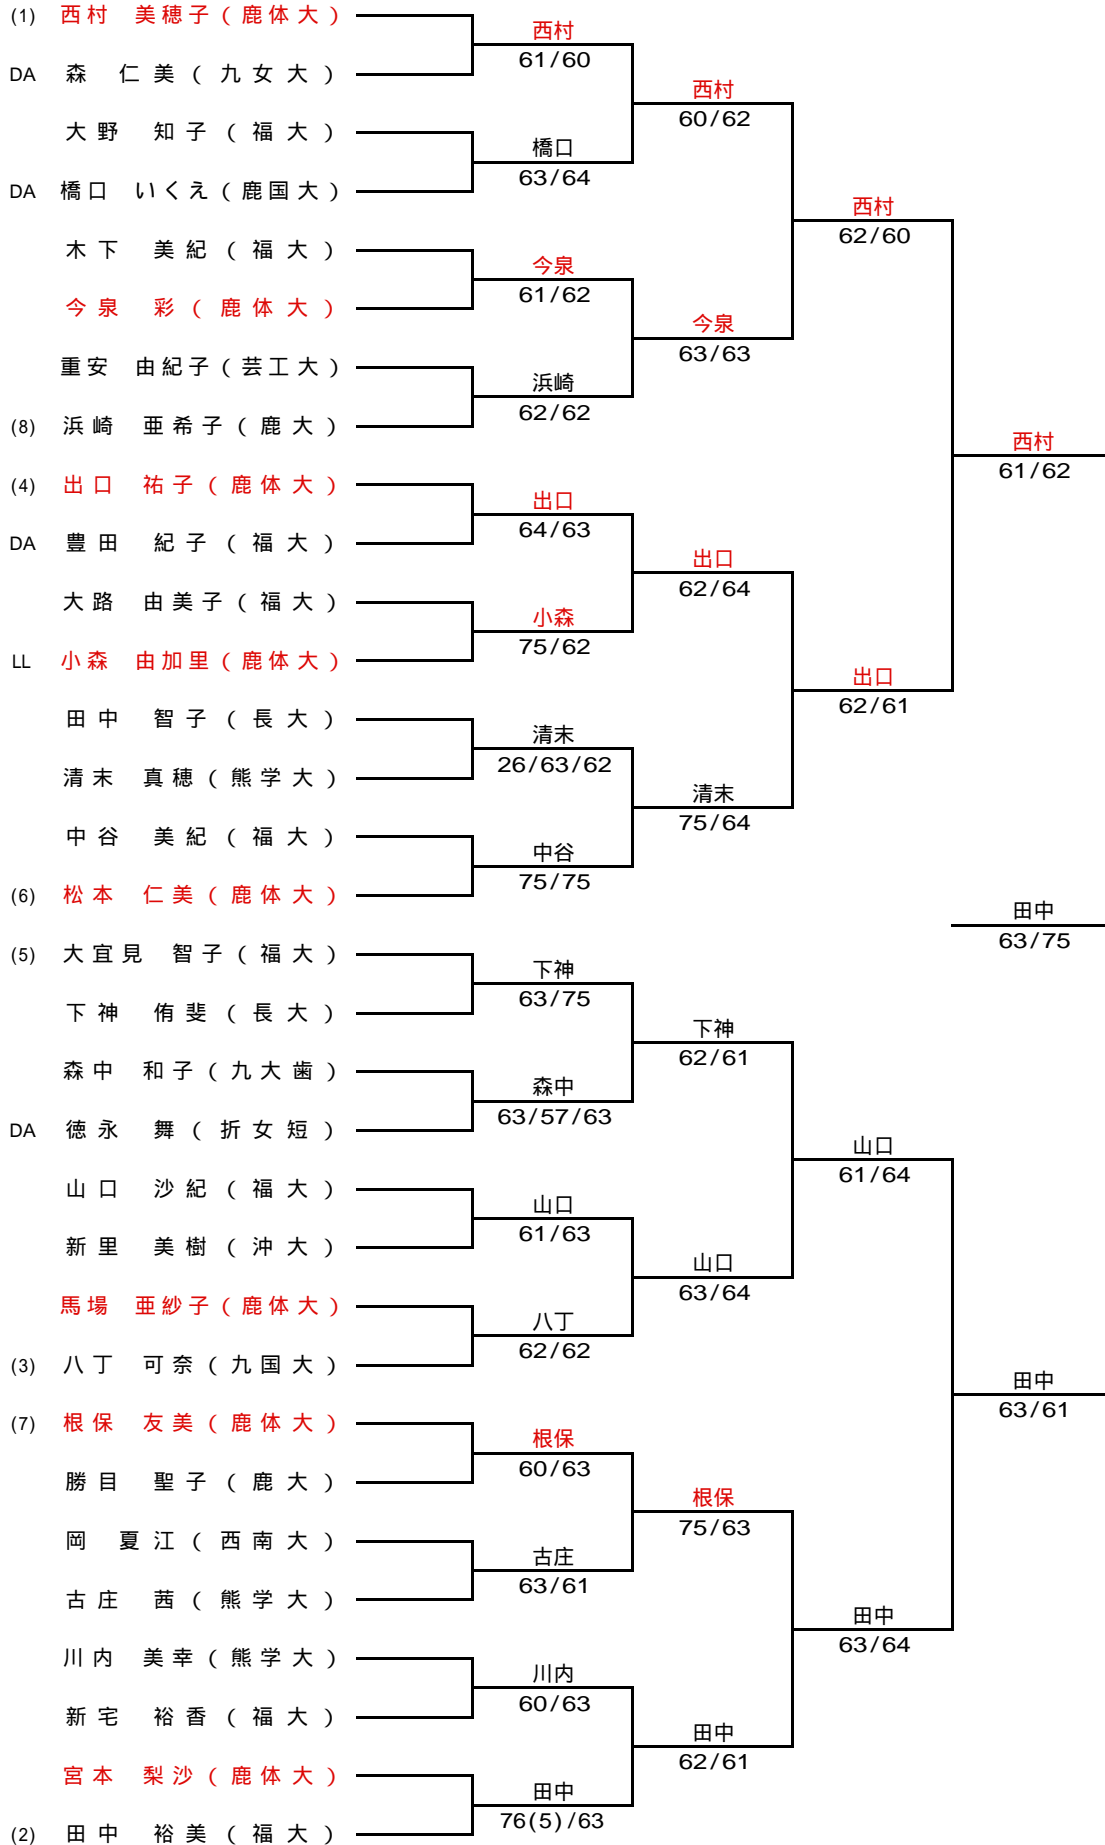 (1) 西村 美穂子(鹿体大)
西村
61/60
DA 森 仁美(九女大)
西村
60/62
大野 知子(福大)
橋口
63/64
DA 橋口 いくえ(鹿国大)
西村
62/60
木下 美紀(福大)
今泉
61/62
今泉 彩(鹿体大)
今泉
63/63
重安 由紀子(芸工大)
浜崎
62/62
(8) 浜崎 亜希子(鹿大)
西村
61/62
(4) 出口 祐子(鹿体大)
出口
64/63
DA 豊田 紀子(福大)
出口
62/64
大路 由美子(福大)
小森
75/62
LL 小森 由加里(鹿体大)
出口
62/61
田中 智子(長大)
清末
26/63/62
清末 真穂(熊学大)
清末
75/64
中谷 美紀(福大)
中谷
75/75
(6) 松本 仁美(鹿体大)
田中
63/75
(5) 大宜見 智子(福大)
下神
63/75
下神 侑斐(長大)
下神
62/61
森中 和子(九大歯)
森中
63/57/63
DA 徳永 舞(折女短)
山口
61/64
山口 沙紀(福大)
山口
61/63
新里 美樹(沖大)
山口
63/64
馬場 亜紗子(鹿体大)
八丁
62/62
(3) 八丁 可奈(九国大)
田中
63/61
(7) 根保 友美(鹿体大)
根保
60/63
勝目 聖子(鹿大)
根保
75/63
岡 夏江(西南大)
古庄
63/61
古庄 茜(熊学大)
田中
63/64
川内 美幸(熊学大)
川内
60/63
新宅 裕香(福大)
田中
62/61
宮本 梨沙(鹿体大)
田中
76(5)/63
(2) 田中 裕美(福大)